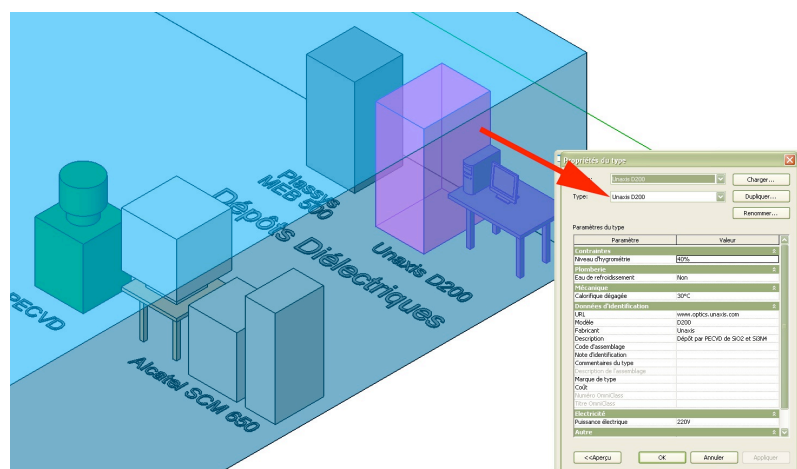 Plassys
MEB 500
Dépôts Diélectriques
Unaxis D200
PECVD
Alcatel SCM 650
Propriétés du type
Unaxis D200
Charger...
Type:
Unaxis D200
Dupliquer...
Renommer...
Paramètres du type
Paramètre
Valeur
Contraintes
Niveau d'hygrométrie
40%
Plomberie
Eau de refroidissement
Non
Mécanique
Calorifique dégagée
30°C
Données d'identification
URL
www.optics.unaxis.com
Modèle
D200
Fabricant
Unaxis
Description
Dépôt par PECVD de SiO2 et Si3N4
Code d'assemblage
Note d'identification
Commentaires du type
Description de l'assemblage
Marque de type
Coût
Numéro OmniClass
Titre OmniClass
Electricité
Puissance électrique
220V
Autre
<<Aperçu
OK
Annuler
Appliquer